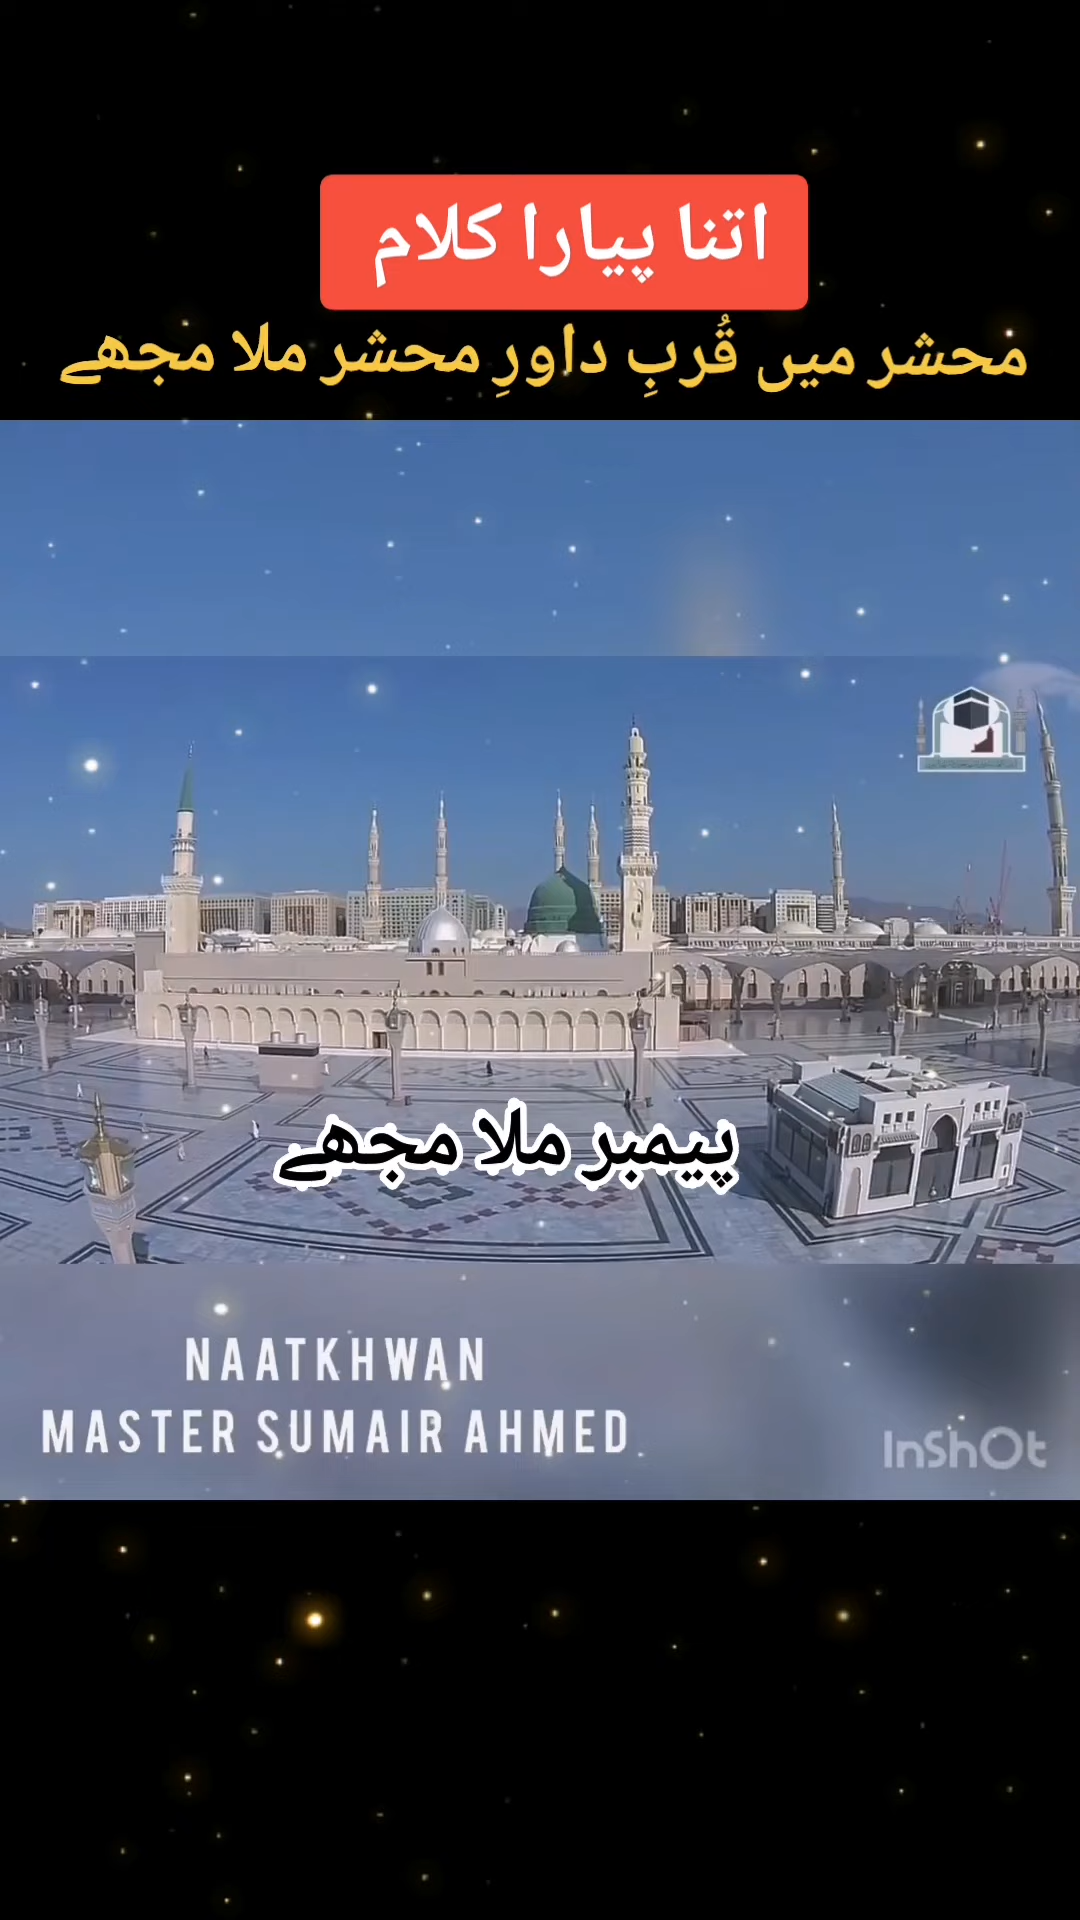 اتنا پیارا کلام
محشر میں قُربِ داورِ محشر ملا مجھے
پیمبر ملا مجھے
NAATKHWAN
MASTER SUMAIR AHMED
InShOt